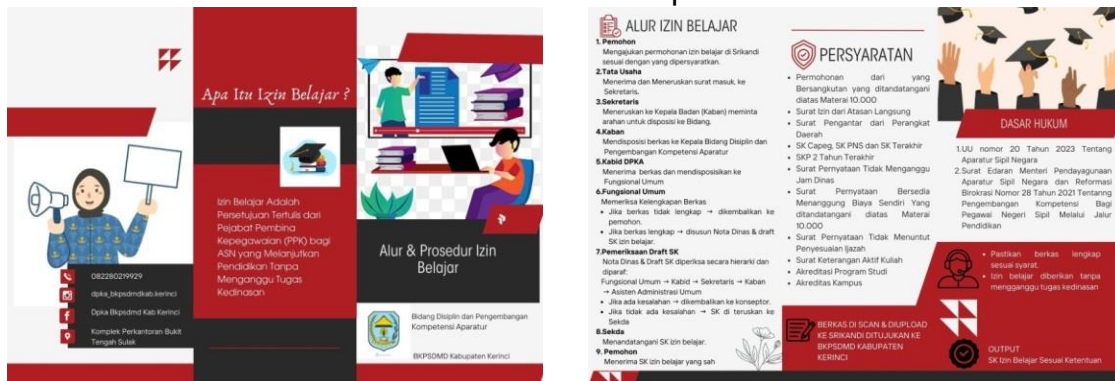 Apa Itu Izin Belajar ?
Izin Belajar Adalah
Persetujuan Tertulis dari
Pejabat Pembina
Kepegawaian (PPK) bagi
ASN yang Melanjutkan
Pendidikan Tanpa
Menganggu Tugas
Kedinasan
082280219929
dpka_bkpsdmdkab.kerinci
Dpka Bkpsdmd Kab Kerinci
Komplek Perkantoran Bukit
Tengah Sulak
Alur & Prosedur Izin
Belajar
Bidang Disiplin dan Pengembangan
Kompetensi Aparatur
BKPSDMD Kabupaten Kerinci
ALUR IZIN BELAJAR
1. Pemohon
Mengajukan permohonan izin belajar di Srikandi
sesuai dengan yang dipersyaratkan.
2.Tata Usaha
Menerima dan Meneruskan surat masuk, ke
Sekretaris.
3.Sekretaris
Meneruskan ke Kepala Badan (Kaban) meminta
arahan untuk disposisi ke Bidang.
4.Kaban
Mendisposisi berkas ke Kepala Bidang Disiplin dan
Pengembangan Kompetensi Aparatur
5.Kabid DPKA
Menerima berkas dan mendisposisikan ke
Fungsional Umum
6.Fungsional Umum
Memeriksa Kelengkapan Berkas
• Jika berkas tidak lengkap → dikembalikan ke
pemohon.
• Jika berkas lengkap → disusun Nota Dinas & draft
SK izin belajar.
7.Pemeriksaan Draft SK
Nota Dinas & Draft SK diperiksa secara hierarki dan
diparaf:
Fungsional Umum → Kabid → Sekretaris → Kaban
→ Asisten Administrasi Umum
• Jika ada kesalahan → dikembalikan ke konseptor.
• Jika tidak ada kesalahan → SK di teruskan ke
Sekda
8.Sekda
Menandatangani SK izin belajar.
9. Pemohon
Menerima SK izin belajar yang sah
PERSYARATAN
• Permohonan dari yang
Bersangkutan yang ditandatangani
diatas Materai 10.000
• Surat Izin dari Atasan Langsung
• Surat Pengantar dari Perangkat
Daerah
• SK Capeg, SK PNS dan SK Terakhir
• SKP 2 Tahun Terakhir
• Surat Pernyataan Tidak Menganggu
Jam Dinas
• Surat Pernyataan Bersedia
Menanggung Biaya Sendiri Yang
ditandatangani diatas Materai
10.000
• Surat Pernyataan Tidak Menuntut
Penyesuaian Ijazah
• Surat Keterangan Aktif Kuliah
• Akreditasi Program Studi
• Akreditasi Kampus
BERKAS DI SCAN & DIUPLOAD
KE SRIKANDI DITUJUKAN KE
BKPSDMD KABUPATEN
KERINCI
DASAR HUKUM
1.UU nomor 20 Tahun 2023 Tentang
Aparatur Sipil Negara
2.Surat Edaran Menteri Pendayagunaan
Aparatur Sipil Negara dan Reformasi
Birokrasi Nomor 28 Tahun 2021 Tentanng
Pengembangan Kompetensi Bagi
Pegawai Negeri Sipil Melalui Jalur
Pendidikan
• Pastikan berkas lengkap
sesuai syarat.
• Izin belajar diberikan tanpa
mengganggu tugas kedinasan
OUTPUT
SK Izin Belajar Sesuai Ketentuan